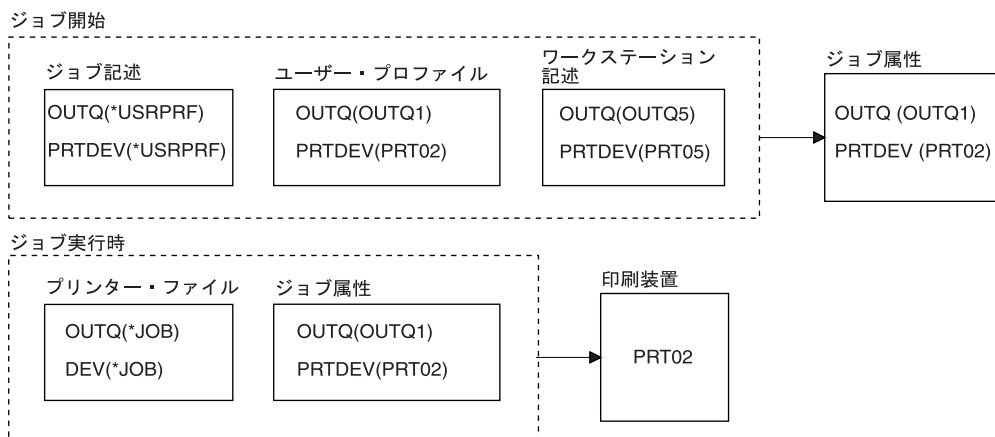 ジョブ開始
ジョブ記述
OUTQ(*USRPRF)
PRTDEV(*USRPRF)
ユーザー・プロファイル
OUTQ(OUTQ1)
PRTDEV(PRT02)
ワークステーション
記述
OUTQ(OUTQ5)
PRTDEV(PRT05)
ジョブ属性
OUTQ (OUTQ1)
PRTDEV (PRT02)
ジョブ実行時
プリンター・ファイル
OUTQ(*JOB)
DEV(*JOB)
ジョブ属性
OUTQ(OUTQ1)
PRTDEV(PRT02)
印刷装置
PRT02